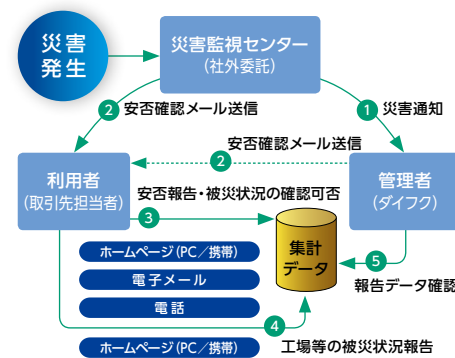 災害
発生
災害監視センター
(社外委託)
2 安否確認メール送信
1 災害通知
安否確認メール送信
2
利用者
(取引先担当者)
管理者
(ダイフク)
安否報告・被災状況の確認可否
3
集計
データ
ホームページ(PC/携帯)
電子メール
電話
5
報告データ確認
4
ホームページ(PC/携帯)
工場等の被災状況報告